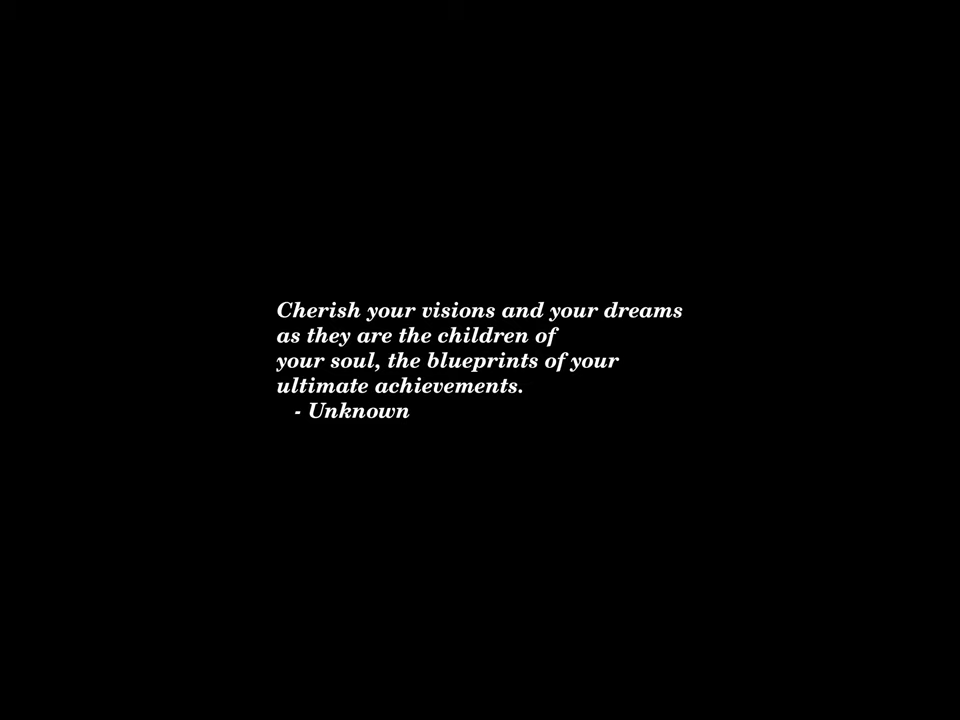 Cherish your visions and your dreams
as they are the children of
your soul, the blueprints of your
ultimate achievements.
- Unknown